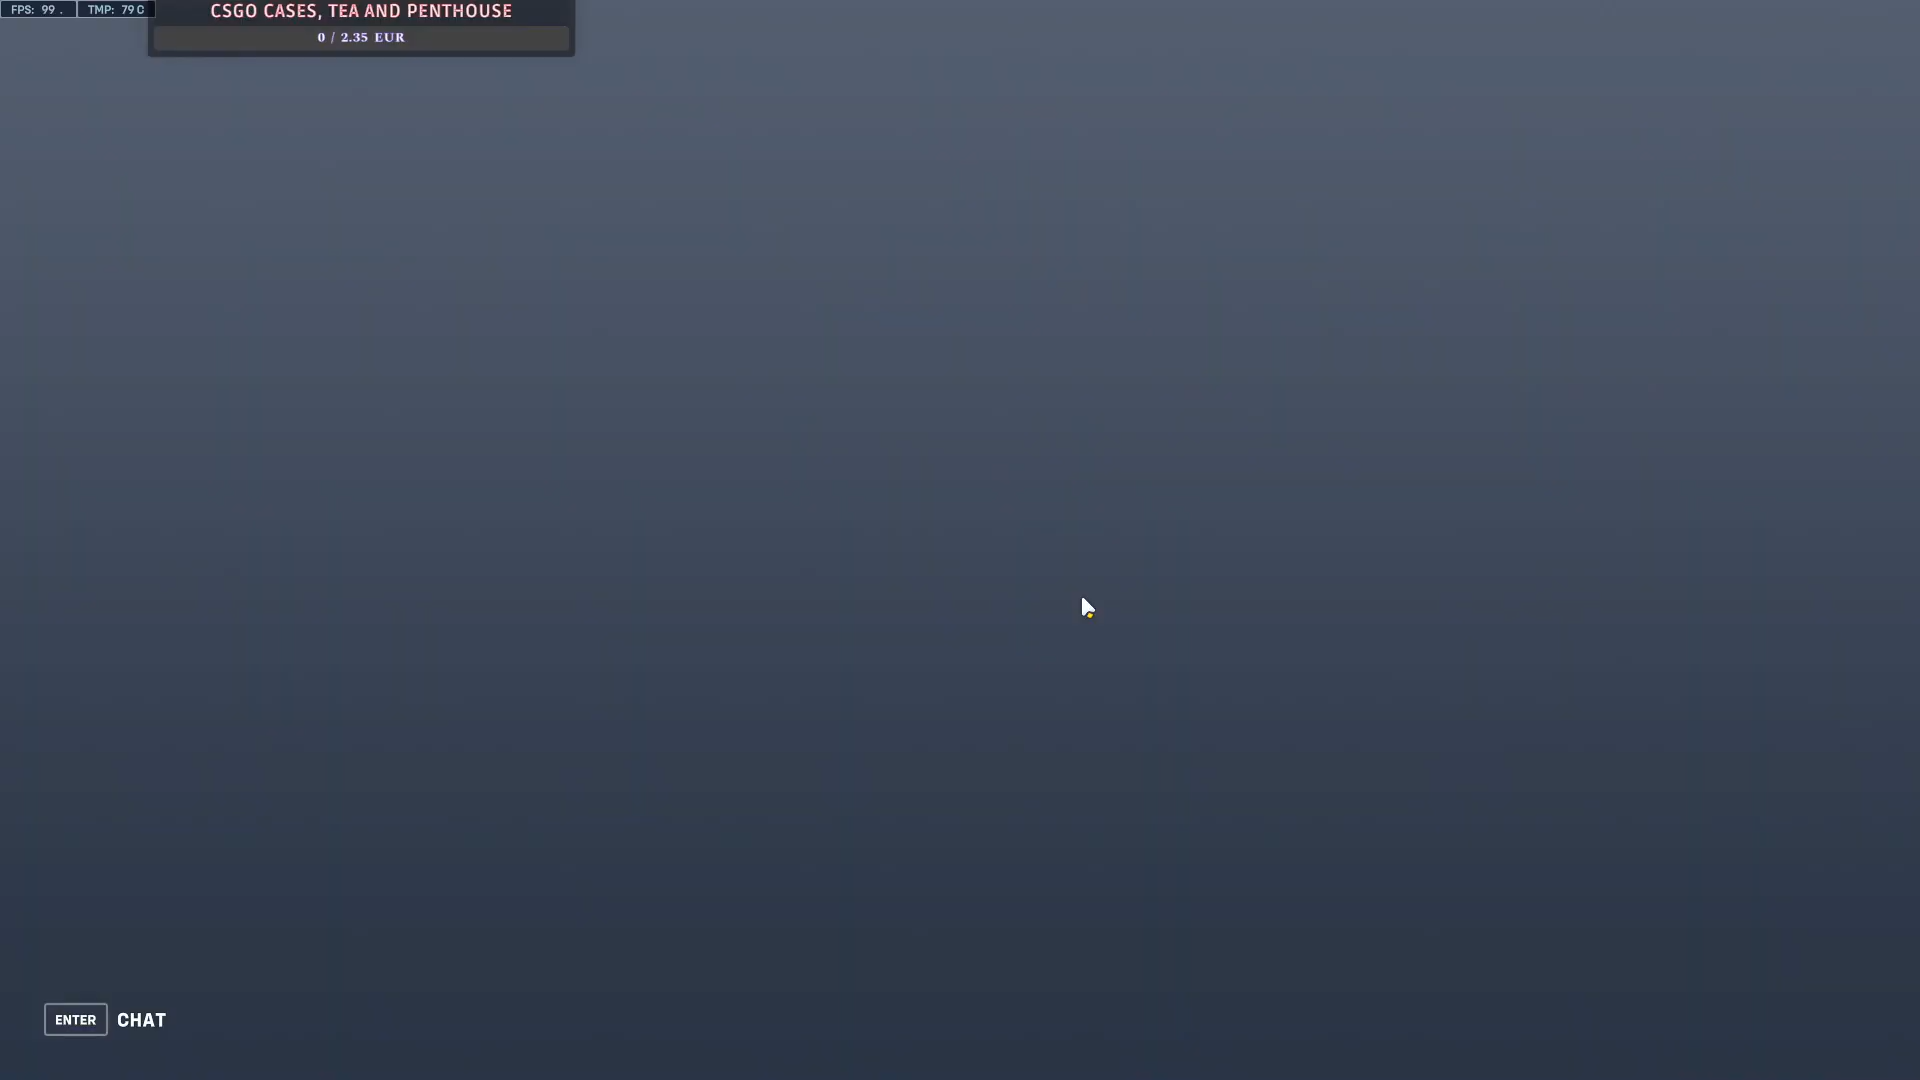 FPS: 99 .
TMP: 79 C
CSGO CASES, TEA AND PENTHOUSE
0 / 2.35 EUR
ENTER CHAT